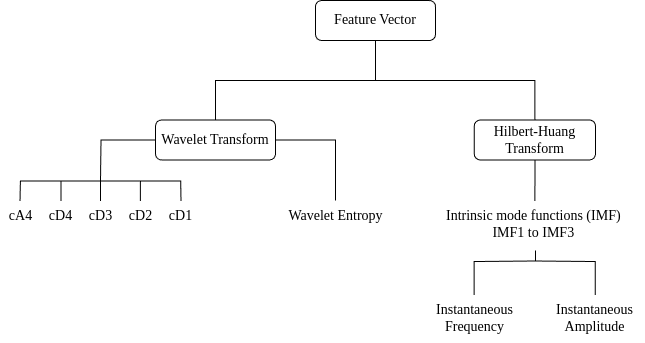 Feature Vector
Wavelet Transform
Hilbert-Huang
Transform
cA4 cD4 cD3 cD2 cD1
Wavelet Entropy
Intrinsic mode functions (IMF)
IMF1 to IMF3
Instantaneous
Frequency
Instantaneous
Amplitude